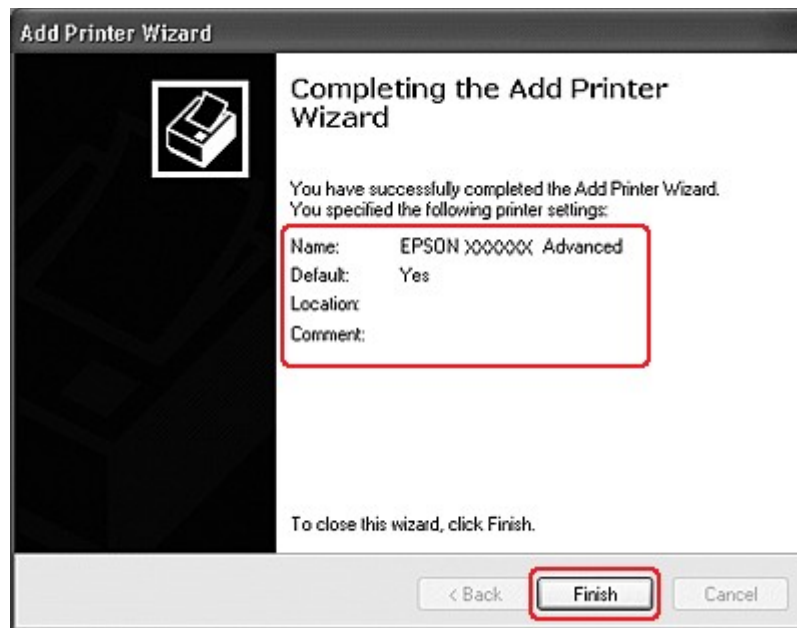 Add Printer Wizard
Completing the Add Printer
Wizard
You have successfully completed the Add Printer Wizard.
You specified the following printer settings:
Name: EPSON XXXXXX Advanced
Default: Yes
Location:
Comment:
To close this wizard, click Finish.
< Back Finish Cancel